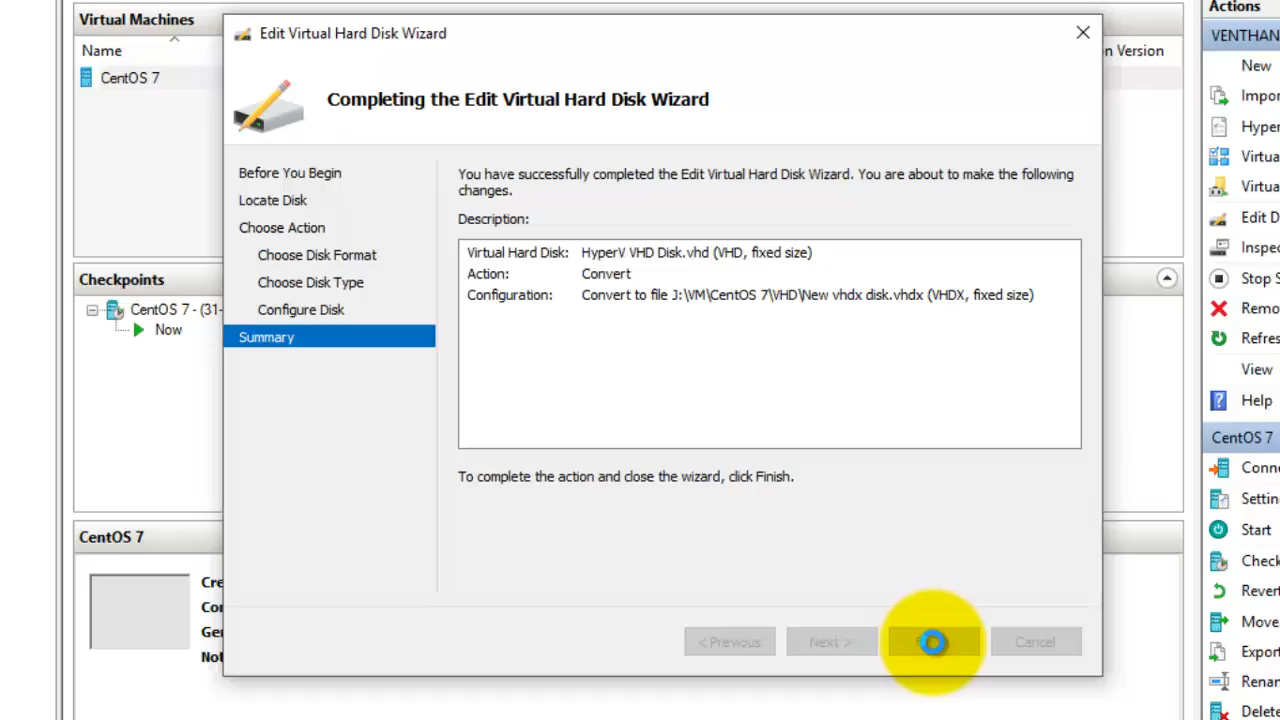 Virtual Machines
Name
CentOS 7
Edit Virtual Hard Disk Wizard
Completing the Edit Virtual Hard Disk Wizard
Before You Begin
Locate Disk
Choose Action
Choose Disk Format
Choose Disk Type
Configure Disk
Summary
You have successfully completed the Edit Virtual Hard Disk Wizard. You are about to make the following
changes.
Description:
Virtual Hard Disk: HyperV VHD Disk.vhd (VHD, fixed size)
Action: Convert
Configuration: Convert to file J:\VM\CentOS 7\VHD\New vhdx disk.vhdx (VHDX, fixed size)
To complete the action and close the wizard, click Finish.
< Previous
Next >
Cancel
Checkpoints
CentOS 7 - (31-
Now
CentOS 7
Cre
Cor
Ger
Not
n Version
Actions
VENTHAN
New
Impor
Hyper
Virtua
Virtua
Edit D
Inspec
Stop S
Remo
Refres
View
Help
CentOS 7
Conne
Settin
Start
Check
Revert
Move
Export
Renam
Delete